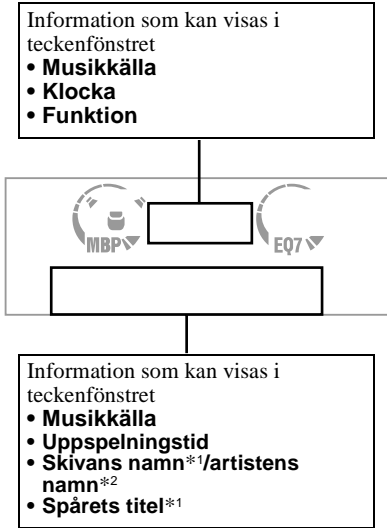 Information som kan visas i
teckenfönstret
• Musikkälla
• Klocka
• Funktion
MBP
EQ7
Information som kan visas i
teckenfönstret
• Musikkälla
• Uppspelningstid
• Skivans namn*1/artistens
namn*2
• Spårets titel*1